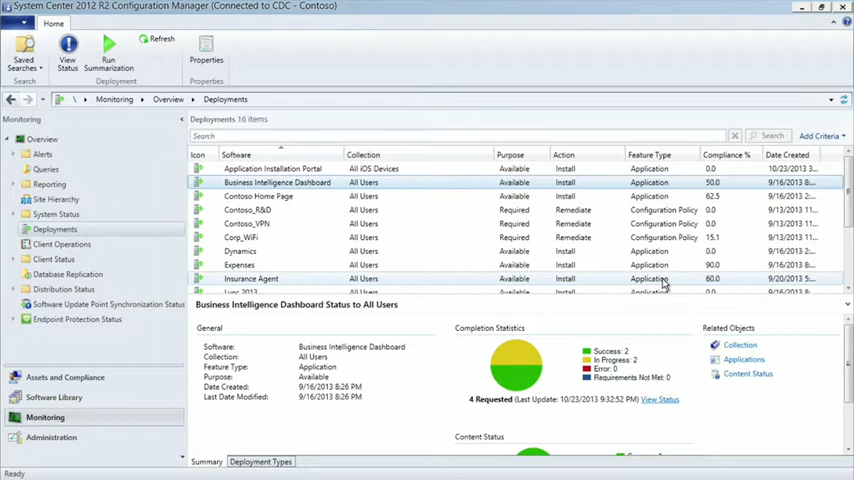 System Center 2012 R2 Configuration Manager (Connected to CDC - Contoso)
Home
Saved Searches
View Status
Run Summarization
Refresh
Properties
Search
Deployment
Properties
\ Monitoring Overview Deployments
Monitoring
Overview
Alerts
Queries
Reporting
Site Hierarchy
System Status
Deployments
Client Operations
Client Status
Database Replication
Distribution Status
Software Update Point Synchronization Status
Endpoint Protection Status
Assets and Compliance
Software Library
Monitoring
Administration
Deployments 16 items
Search
Search
Add Criteria
Icon Software Collection Purpose Action Feature Type Compliance % Date Created
Application Installation Portal All iOS Devices Available Install Application 0.0 10/23/2013 3...
Business Intelligence Dashboard All Users Available Install Application 50.0 9/16/2013 8:...
Contoso Home Page All Users Available Install Application 62.5 9/16/2013 8:...
Contoso_R&D All Users Required Remediate Configuration Policy 0.0 9/13/2013 11...
Contoso_VPN All Users Required Remediate Configuration Policy 0.0 9/13/2013 11...
Corp_WiFi All Users Required Remediate Configuration Policy 15.1 9/13/2013 11...
Dynamics All Users Available Install Application 0.0 9/16/2013 8:...
Expenses All Users Available Install Application 90.0 9/16/2013 8:...
Insurance Agent All Users Available Install Application 60.0 9/20/2013 5:...
Business Intelligence Dashboard Status to All Users
General
Software: Business Intelligence Dashboard
Collection: All Users
Feature Type: Application
Purpose: Available
Date Created: 9/16/2013 8:26 PM
Last Date Modified: 9/16/2013 8:26 PM
Completion Statistics
Success: 2
In Progress: 2
Error: 0
Requirements Not Met: 0
4 Requested (Last Update: 10/23/2013 9:32:52 PM) View Status
Content Status
Related Objects
Collection
Applications
Content Status
Summary Deployment Types
Ready